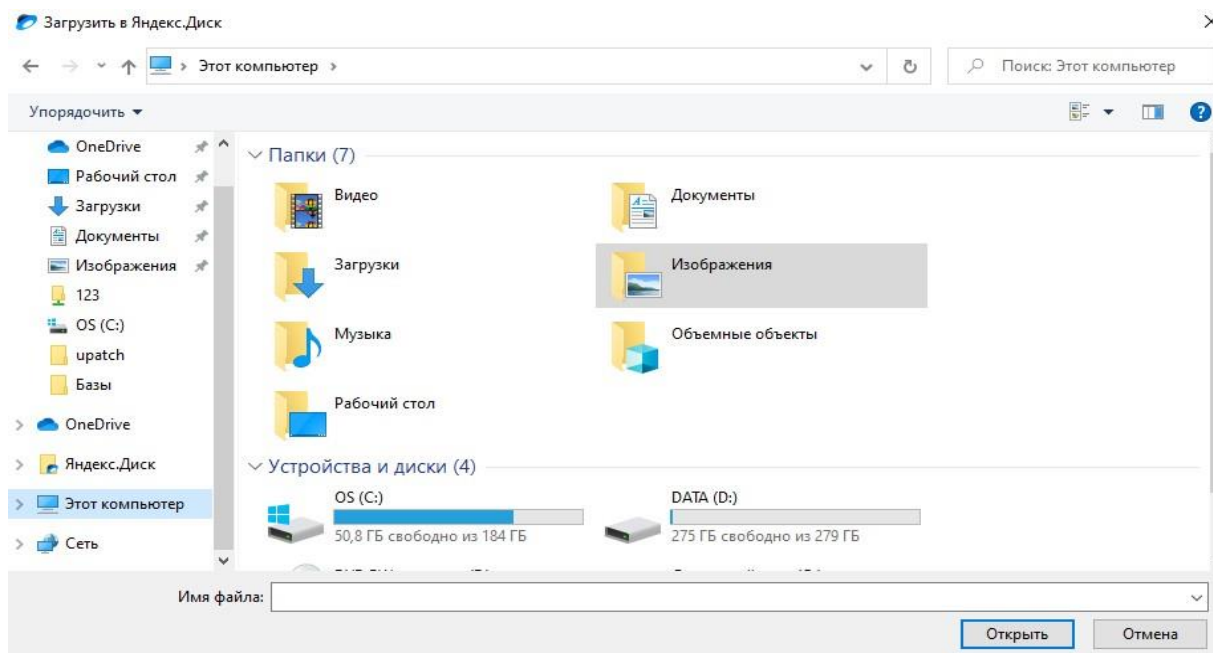 Загрузить в Яндекс.Диск
Этот компьютер
Поиск: Этот компьютер
Упорядочить
OneDrive
Рабочий стол
Загрузки
Документы
Изображения
123
OS (C:)
upatch
Базы
OneDrive
Яндекс.Диск
Этот компьютер
Сеть
Папки (7)
Видео
Документы
Загрузки
Изображения
Музыка
Объемные объекты
Рабочий стол
Устройства и диски (4)
OS (C:)
50,8 ГБ свободно из 184 ГБ
DATA (D:)
275 ГБ свободно из 279 ГБ
Имя файла:
Открыть
Отмена